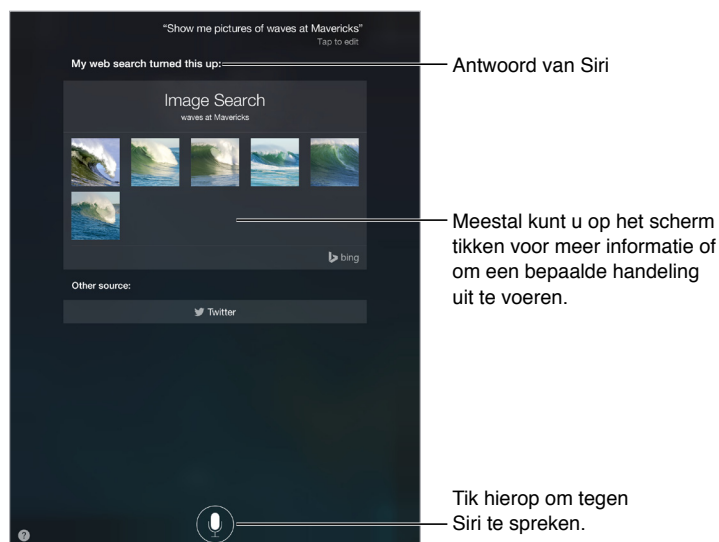 “Show me pictures of waves at Mavericks”
Tap to edit
My web search turned this up:
Antwoord van Siri
Image Search
waves at Mavericks
Meestal kunt u op het scherm
tikken voor meer informatie of
om een bepaalde handeling
uit te voeren.
bing
Other source:
Twitter
Tik hierop om tegen
Siri te spreken.
?